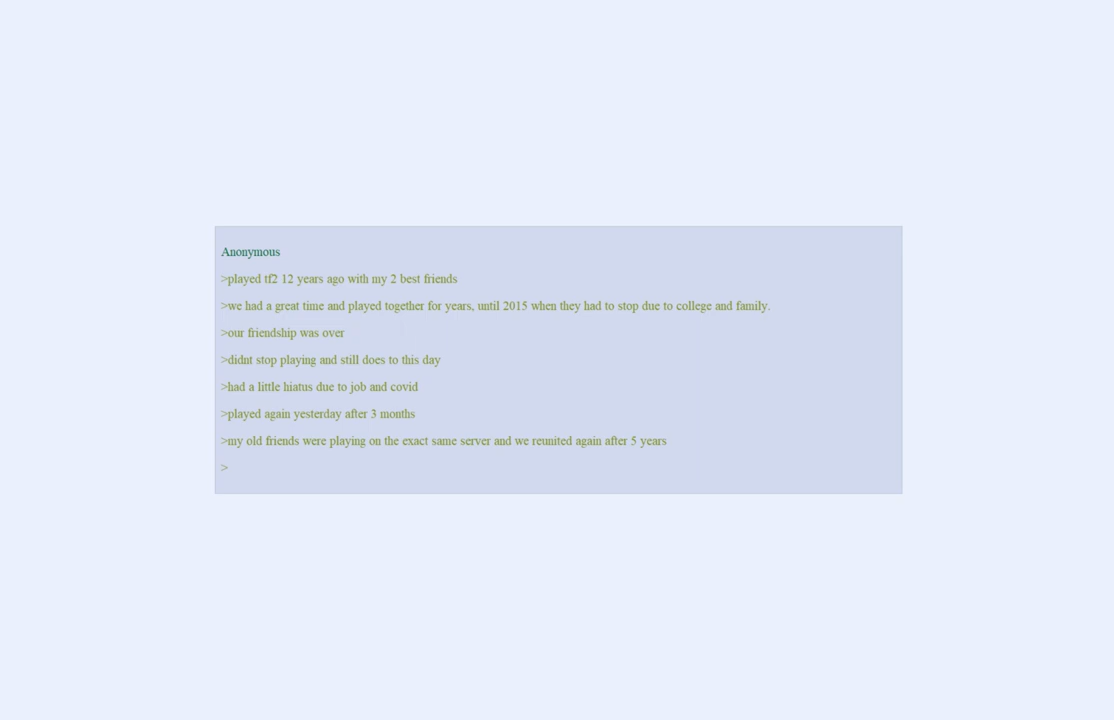 Anonymous
>played tf2 12 years ago with my 2 best friends
>we had a great time and played together for years, until 2015 when they had to stop due to college and family.
>our friendship was over
>didnt stop playing and still does to this day
>had a little hiatus due to job and covid
>played again yesterday after 3 months
>my old friends were playing on the exact same server and we reunited again after 5 years
>